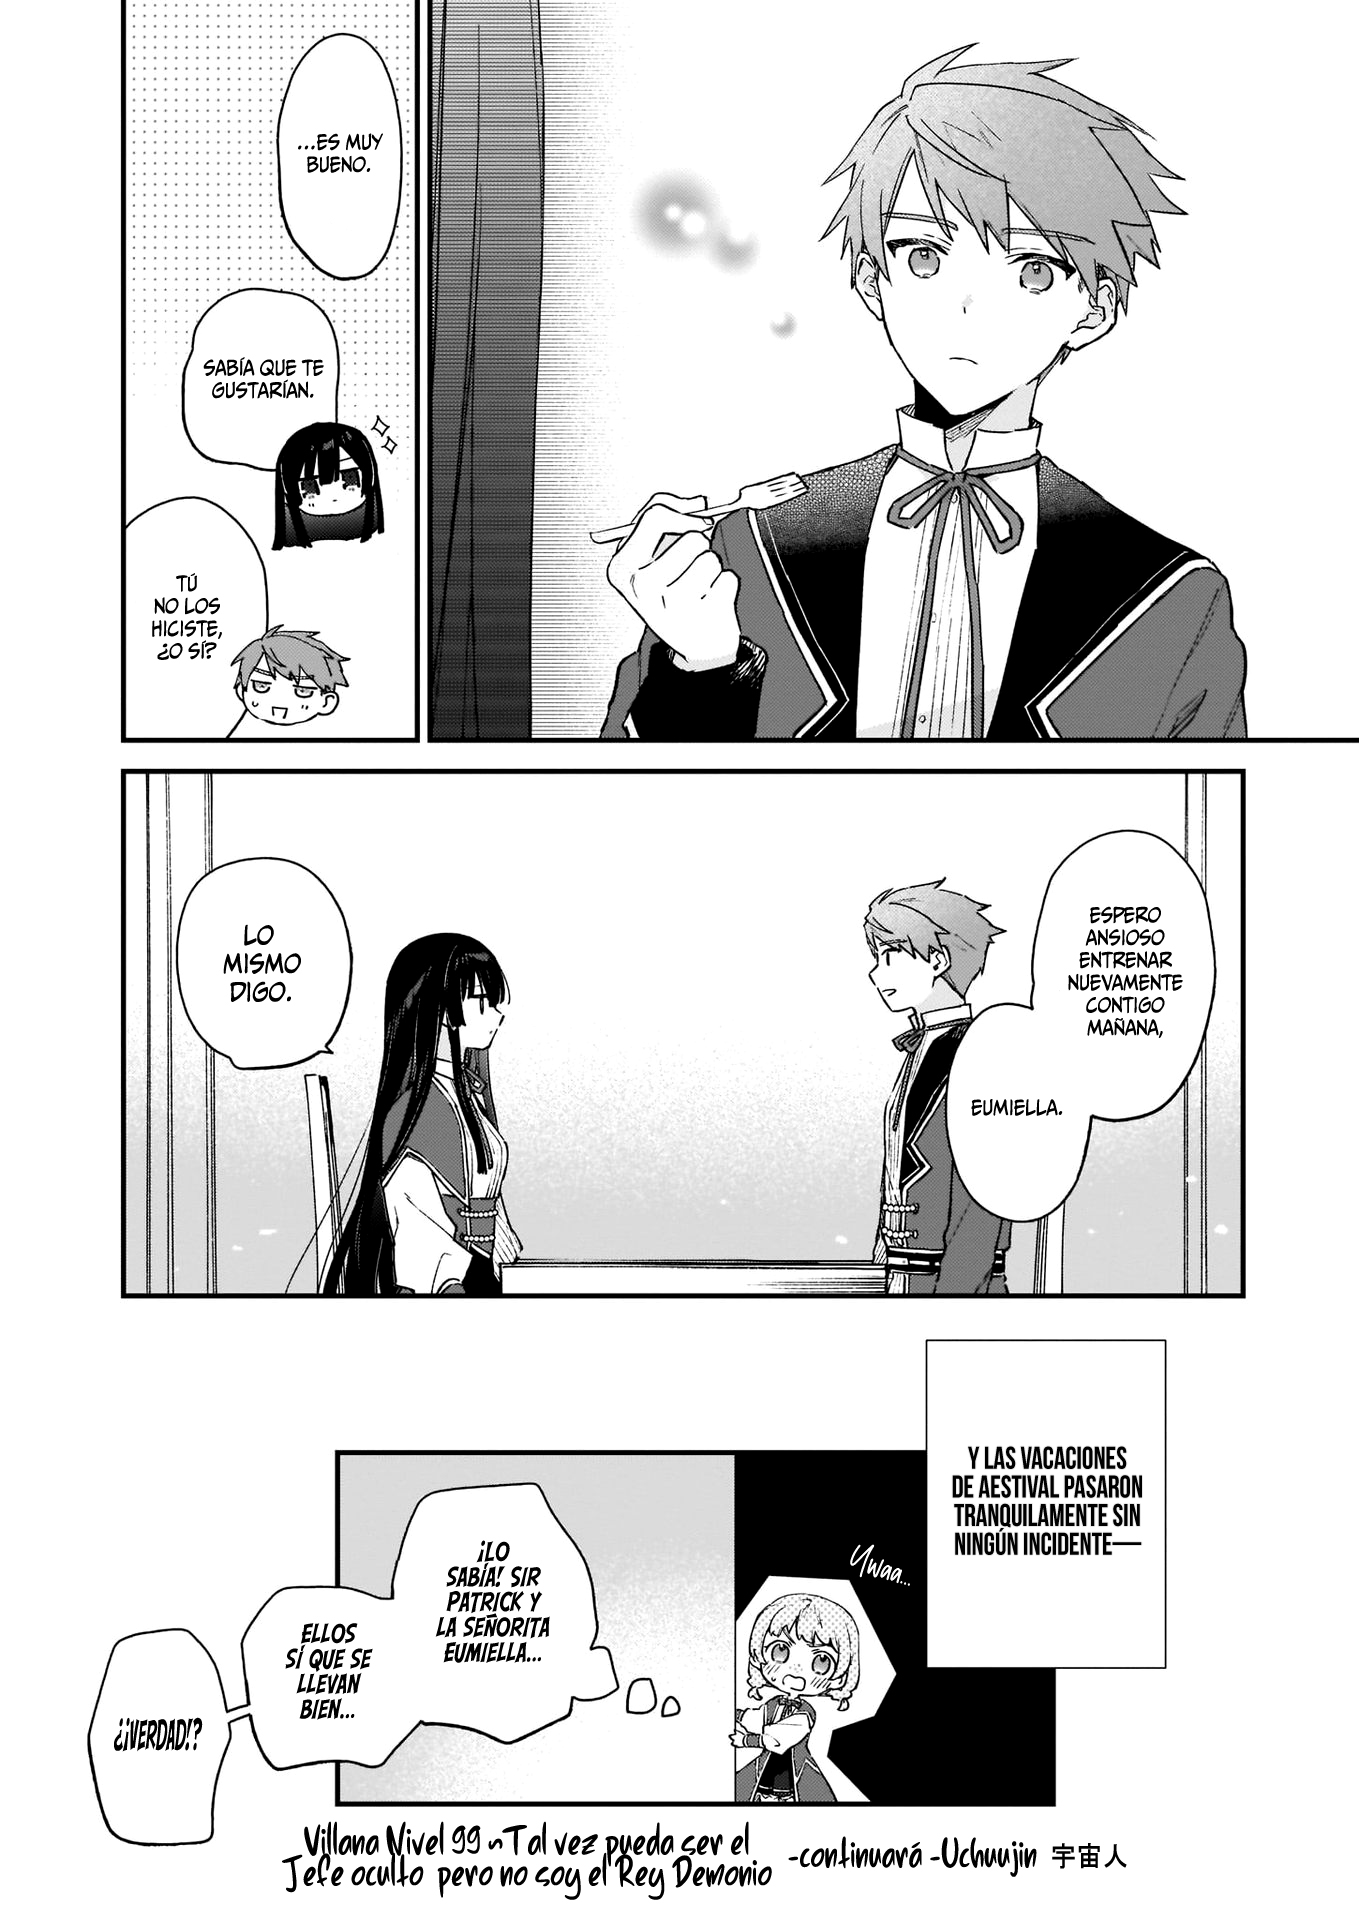 ...ES MUY
BUENO.
SABÍA QUE TE
GUSTARÍAN.
TÚ
NO LOS
HICISTE,
¿O SÍ?
ESPERO
ANSIOSO
ENTRENAR
NUEVAMENTE
CONTIGO
MAÑANA,
EUMIELLA.
LO
MISMO
DIGO.
Y LAS VACACIONES
DE AESTIVAL PASARON
TRANQUILAMENTE SIN
NINGÚN INCIDENTE—
Uwaa...
¡LO
SABÍA! SIR
PATRICK Y
LA SEÑORITA
EUMIELLA...
ELLOS
SÍ QUE SE
LLEVAN
BIEN...
¿¡VERDAD!?
Villana Nivel 99 ~Tal vez pueda ser el
Jefe oculto pero no soy el Rey Demonio
-continuará -Uchuujin 宇宙人